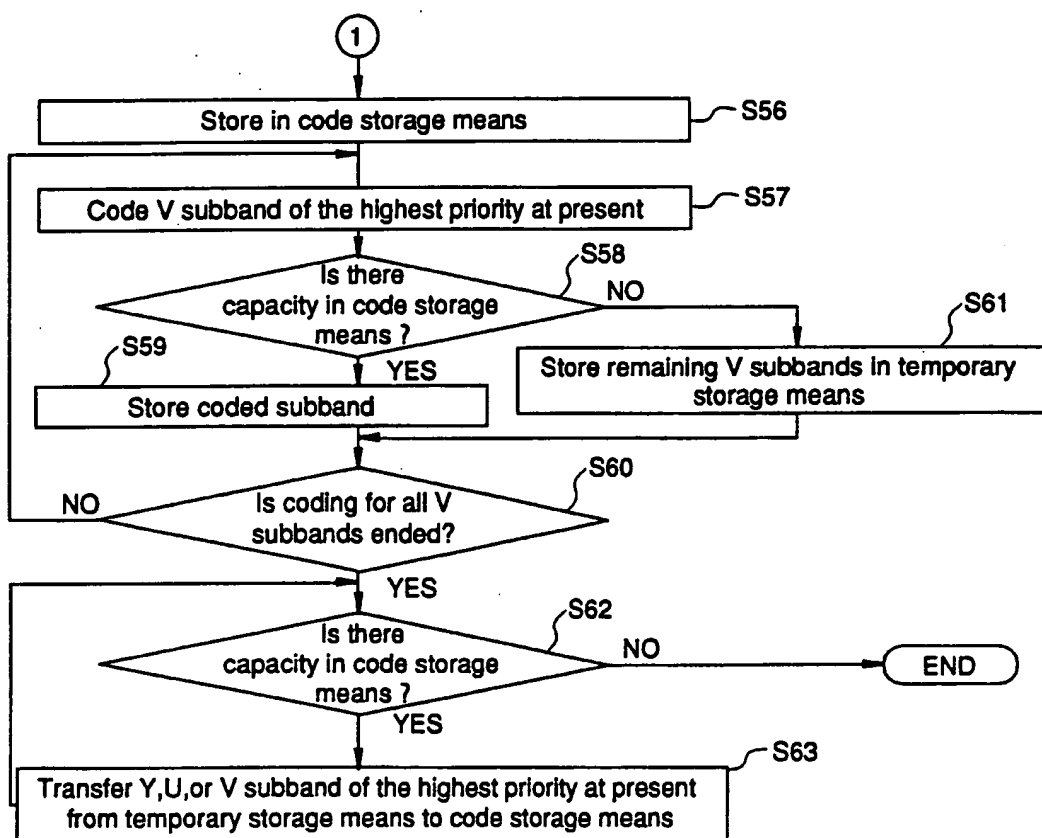 1
Store in code storage means
S56
Code V subband of the highest priority at present
S57
Is there
capacity in code storage
means ?
S58
NO
YES
S59
Store coded subband
S61
Store remaining V subbands in temporary
storage means
S60
Is coding for all V
subbands ended?
NO
YES
S62
Is there
capacity in code storage
means ?
NO
END
YES
S63
Transfer Y,U,or V subband of the highest priority at present
from temporary storage means to code storage means